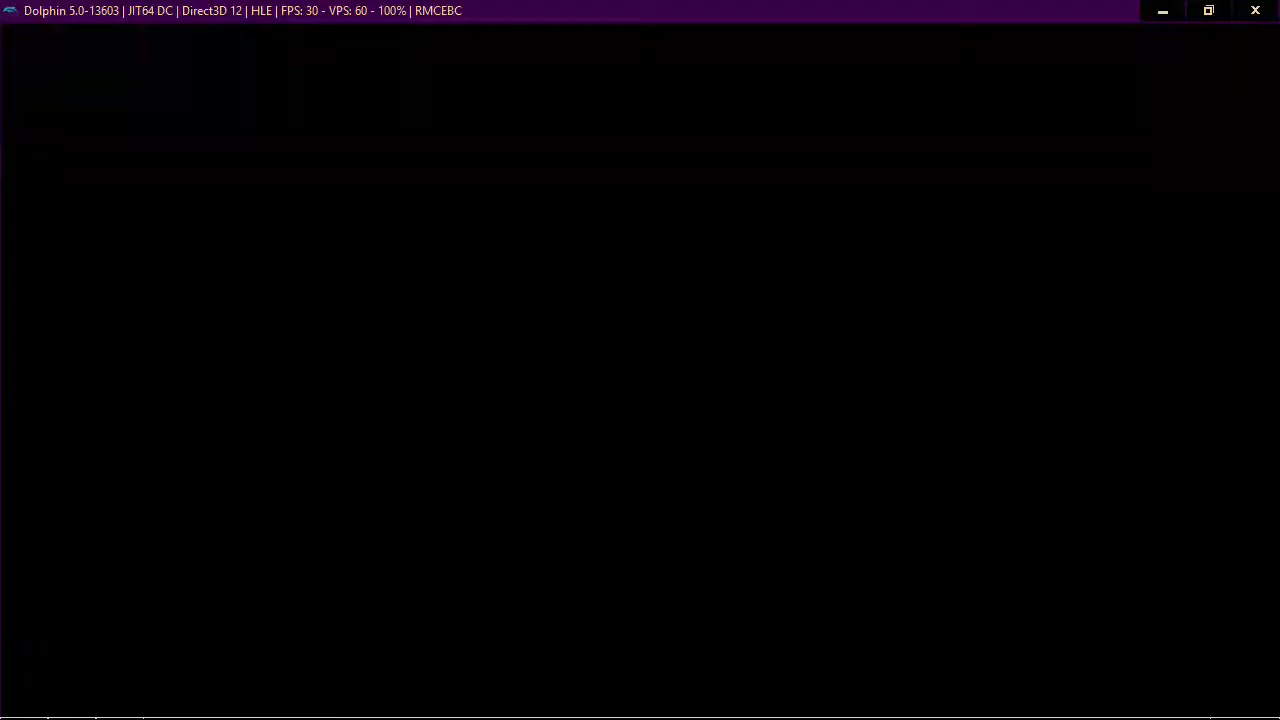 Dolphin 5.0-13603 | JIT64 DC | Direct3D 12 | HLE | FPS: 30 - VPS: 60 - 100% | RMCEBC